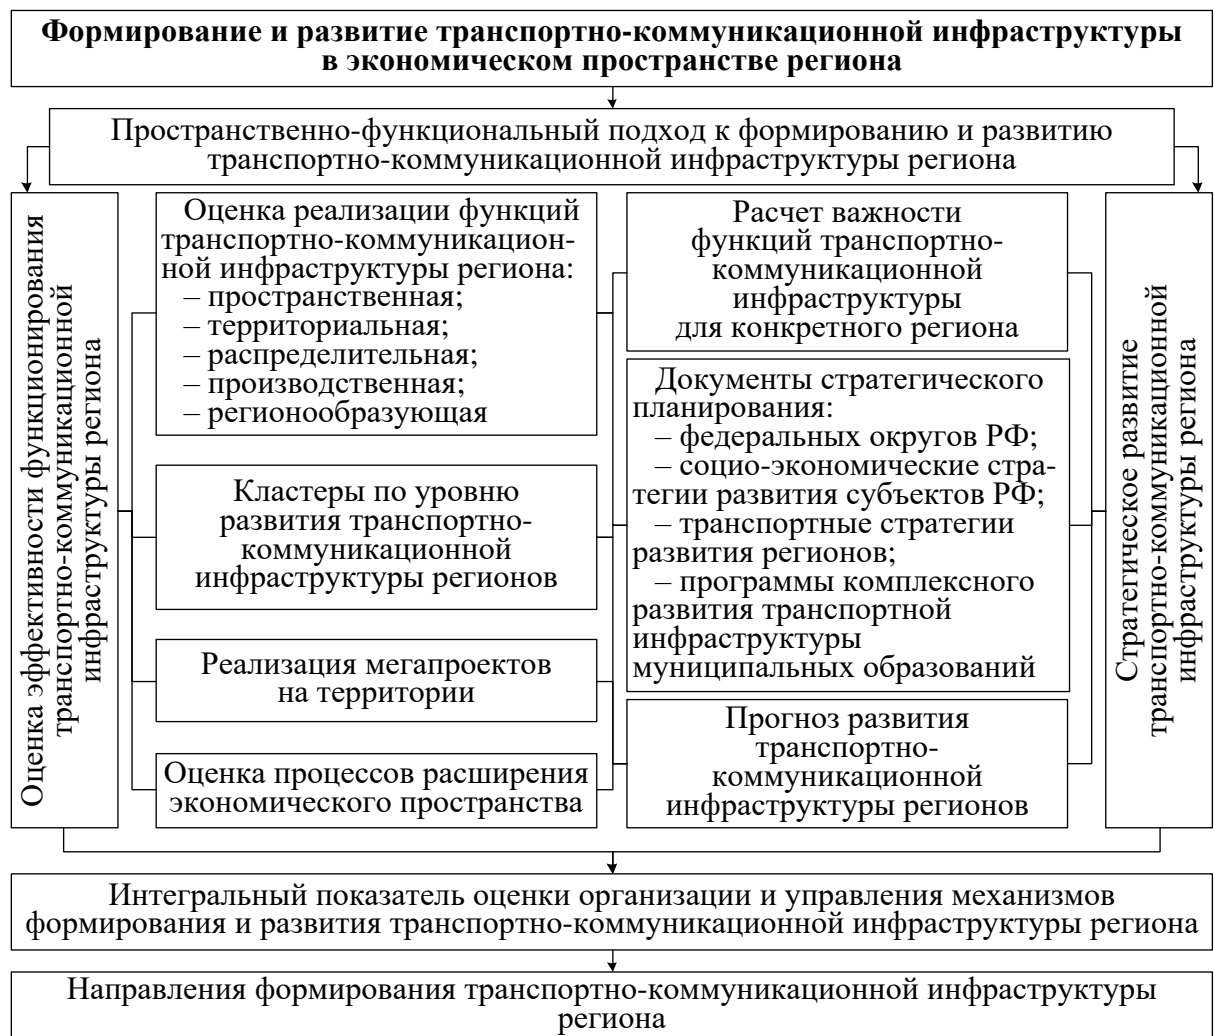 Формирование и развитие транспортно-коммуникационной инфраструктуры
в экономическом пространстве региона
Пространственно-функциональный подход к формированию и развитию
транспортно-коммуникационной инфраструктуры региона
Оценка эффективности функционирования
транспортно-коммуникационной
инфраструктуры региона
Оценка реализации функций
транспортно-коммуникацион-
ной инфраструктуры региона:
– пространственная;
– территориальная;
– распределительная;
– производственная;
– регионообразующая
Кластеры по уровню
развития транспортно-
коммуникационной
инфраструктуры регионов
Реализация мегапроектов
на территории
Оценка процессов расширения
экономического пространства
Расчет важности
функций транспортно-
коммуникационной
инфраструктуры
для конкретного региона
Документы стратегического
планирования:
– федеральных округов РФ;
– социо-экономические стра-
тегии развития субъектов РФ;
– транспортные стратегии
развития регионов;
– программы комплексного
развития транспортной
инфраструктуры
муниципальных образований
Прогноз развития
транспортно-
коммуникационной
инфраструктуры регионов
Стратегическое развитие
транспортно-коммуникационной
инфраструктуры региона
Интегральный показатель оценки организации и управления механизмов
формирования и развития транспортно-коммуникационной инфраструктуры региона
Направления формирования транспортно-коммуникационной инфраструктуры
региона